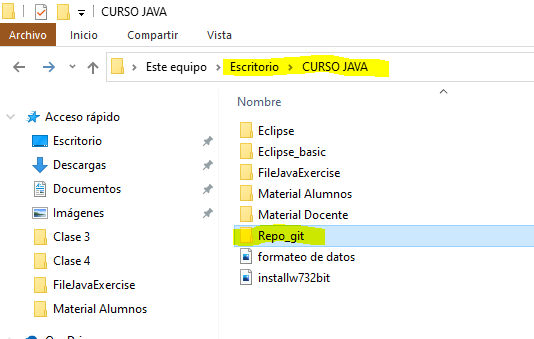 CURSO JAVA
Archivo Inicio Compartir Vista
Este equipo > Escritorio > CURSO JAVA
Nombre
Acceso rápido
Escritorio
Descargas
Documentos
Imágenes
Clase 3
Clase 4
FileJavaExercise
Material Alumnos
Eclipse
Eclipse_basic
FileJavaExercise
Material Alumnos
Material Docente
Repo_git
formateo de datos
installw732bit